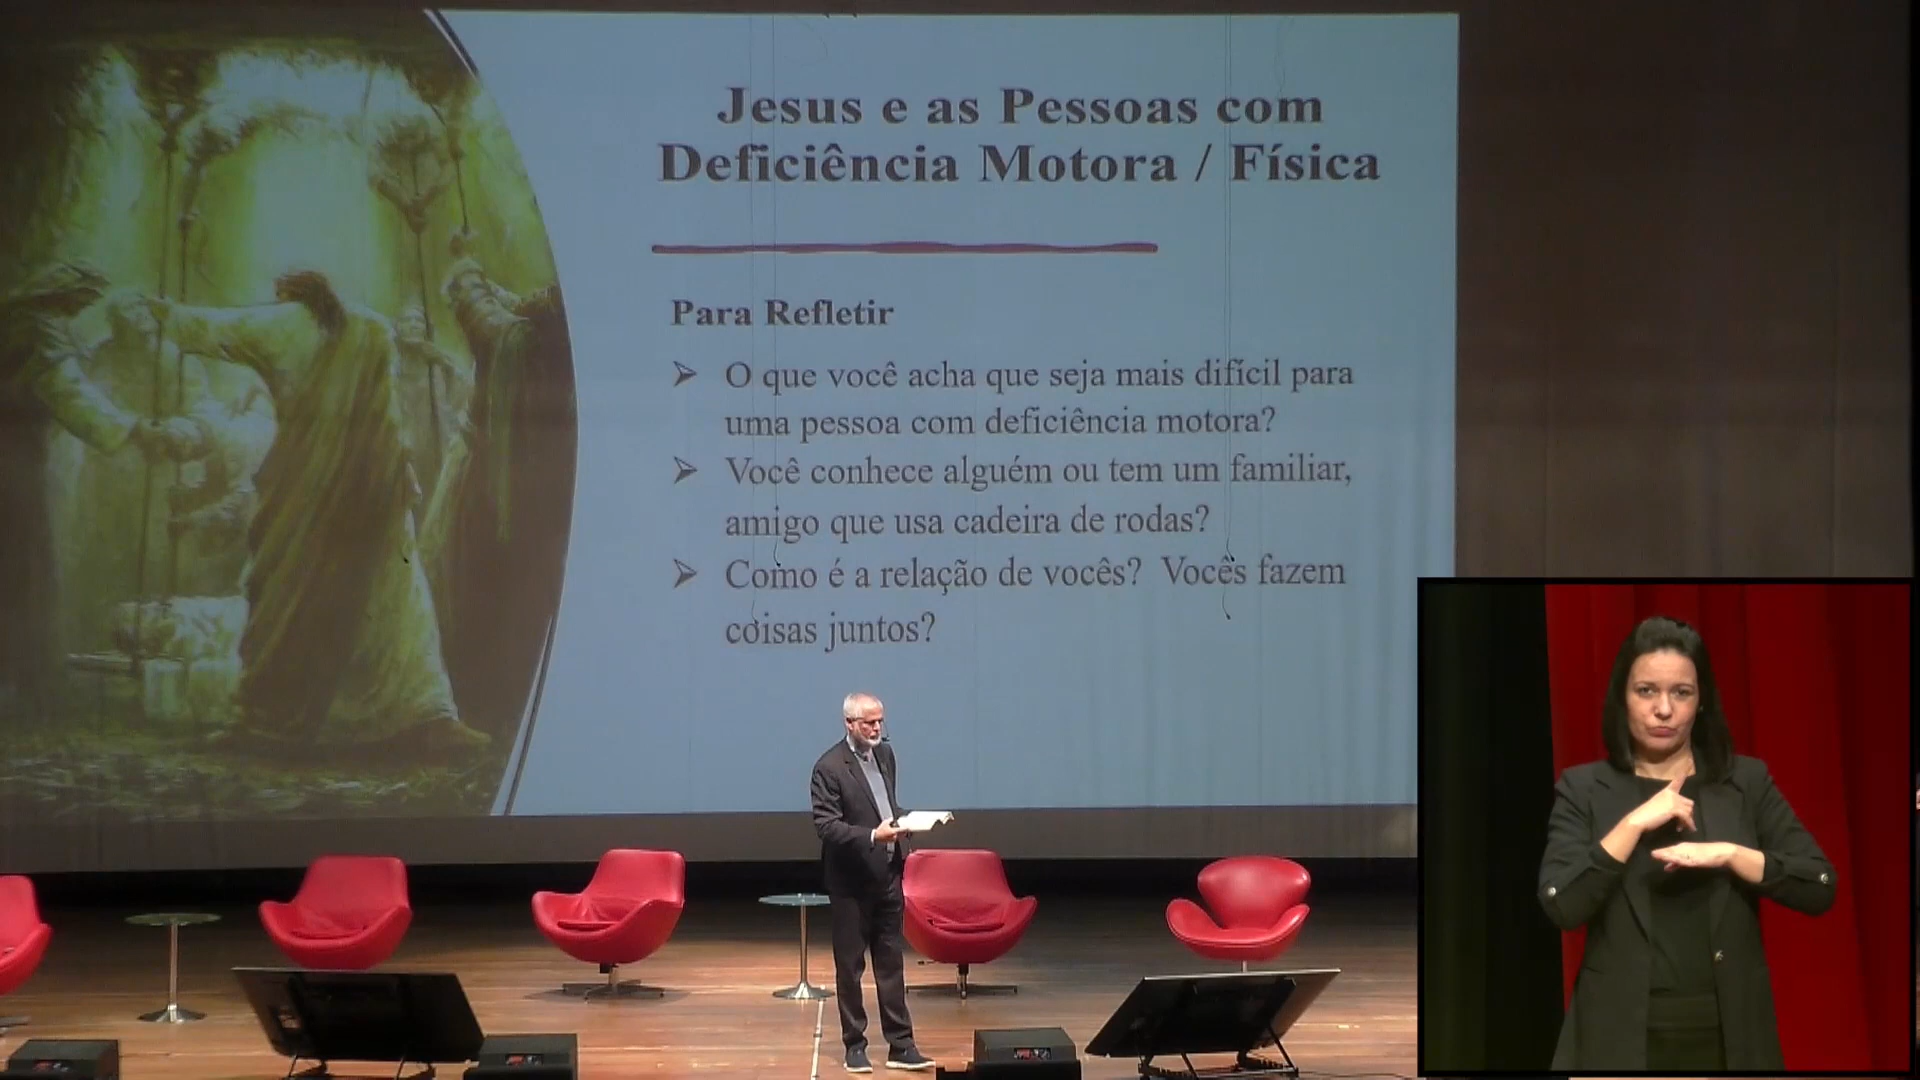 Jesus e as Pessoas com
Deficiência Motora / Física
Para Refletir
➢ O que você acha que seja mais difícil para
uma pessoa com deficiência motora?
➢ Você conhece alguém ou tem um familiar,
amigo que usa cadeira de rodas?
➢ Como é a relação de vocês? Vocês fazem
coisas juntos?